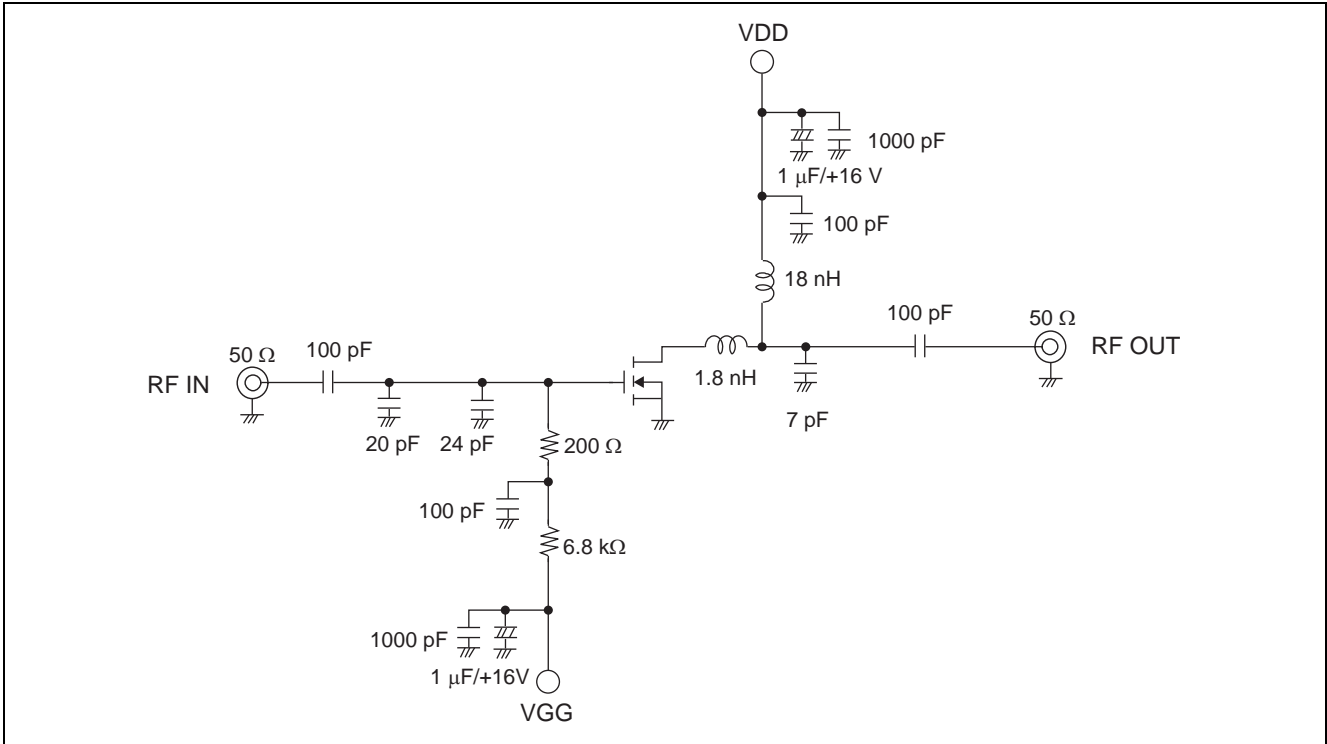 VDD
1000 pF
1 μF/+16 V
100 pF
18 nH
100 pF
50 Ω
RF OUT
1.8 nH
7 pF
50 Ω
100 pF
RF IN
20 pF
24 pF
200 Ω
100 pF
6.8 kΩ
1000 pF
1 μF/+16V
VGG